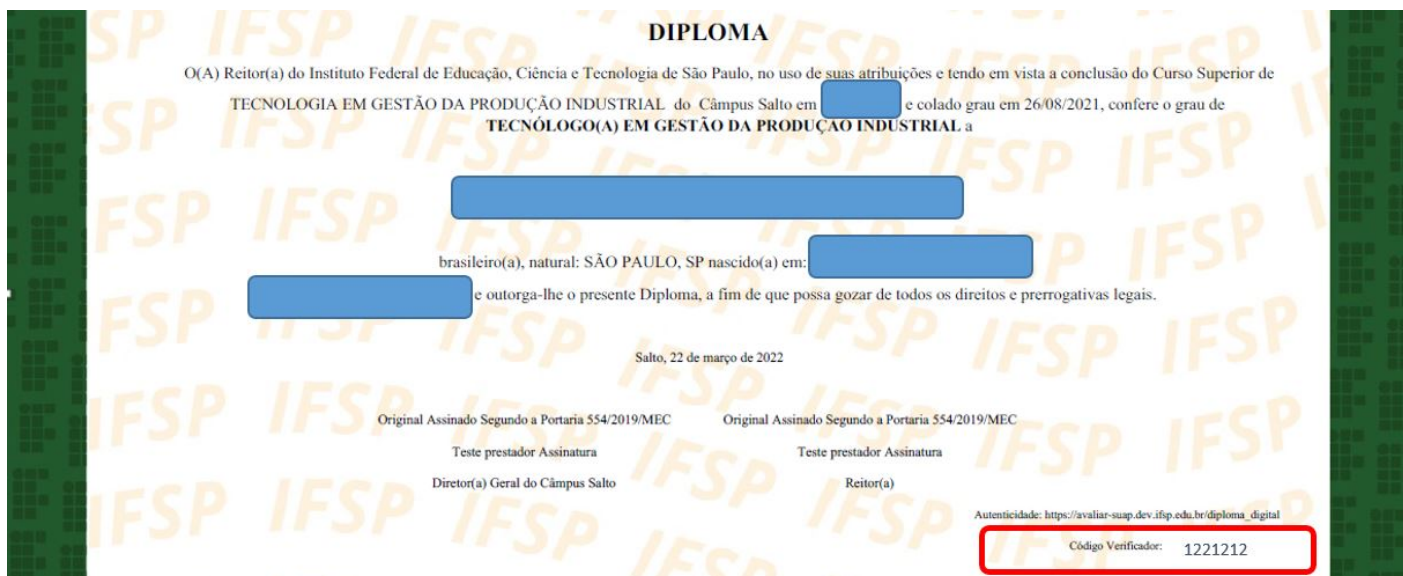 DIPLOMA
O(A) Reitor(a) do Instituto Federal de Educação, Ciência e Tecnologia de São Paulo, no uso de suas atribuições e tendo em vista a conclusão do Curso Superior de
TECNOLOGIA EM GESTÃO DA PRODUÇÃO INDUSTRIAL do Câmpus Salto em e colado grau em 26/08/2021, confere o grau de
TECNÓLOGO(A) EM GESTÃO DA PRODUÇÃO INDUSTRIAL a
brasileiro(a), natural: SÃO PAULO, SP nascido(a) em:
e outorga-lhe o presente Diploma, a fim de que possa gozar de todos os direitos e prerrogativas legais.
Salto, 22 de março de 2022
Original Assinado Segundo a Portaria 554/2019/MEC Original Assinado Segundo a Portaria 554/2019/MEC
Teste prestador Assinatura Teste prestador Assinatura
Diretor(a) Geral do Câmpus Salto Reitor(a)
Autenticidade: https://avaliar-suap.dev.ifsp.edu.br/diploma_digital
Código Verificador: 1221212